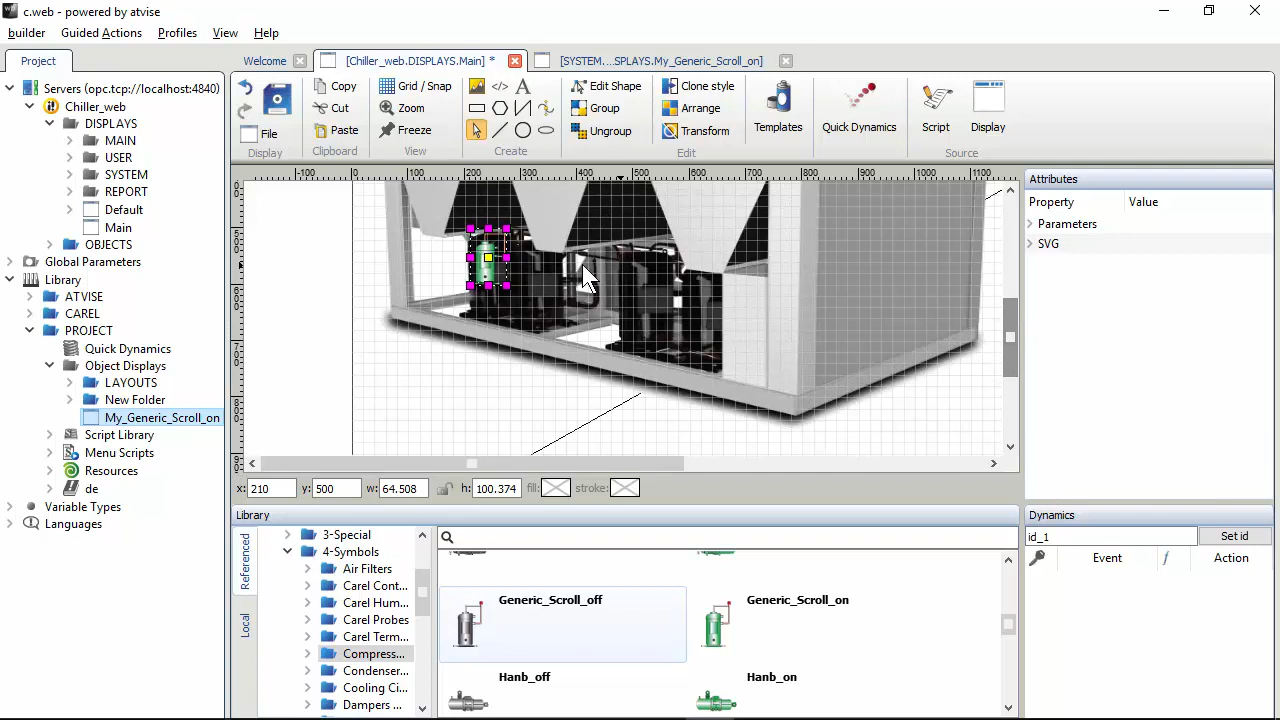 c.web - powered by atvise
builder Guided Actions Profiles View Help
Project
Welcome
[Chiller_web.DISPLAYS.Main] *
[SYSTEM....SPLAYS.My_Generic_Scroll_on]
Servers (opc.tcp://localhost:4840)
Chiller_web
DISPLAYS
MAIN
USER
SYSTEM
REPORT
Default
Main
OBJECTS
Global Parameters
Library
ATVISE
CAREL
PROJECT
Quick Dynamics
Object Displays
LAYOUTS
New Folder
My_Generic_Scroll_on
Script Library
Menu Scripts
Resources
de
Variable Types
Languages
File
Display
Copy
Cut
Paste
Clipboard
Grid / Snap
Zoom
Freeze
View
Create
Edit Shape
Group
Ungroup
Clone style
Arrange
Transform
Edit
Templates
Quick Dynamics
Script
Display
Source
-100 0 100 200 300 400 500 600 700 800 900 1000 1100
Attributes
Property Value
Parameters
SVG
x: 210 y: 500 w: 64.508 h: 100.374 fill: stroke:
Library
Referenced
Local
3-Special
4-Symbols
Air Filters
Carel Cont...
Carel Hum...
Carel Probes
Carel Term...
Compress...
Condenser...
Cooling Ci...
Dampers ...
Generic_Scroll_off
Generic_Scroll_on
Hanb_off
Hanb_on
Dynamics
id_1 Set id
Event f Action